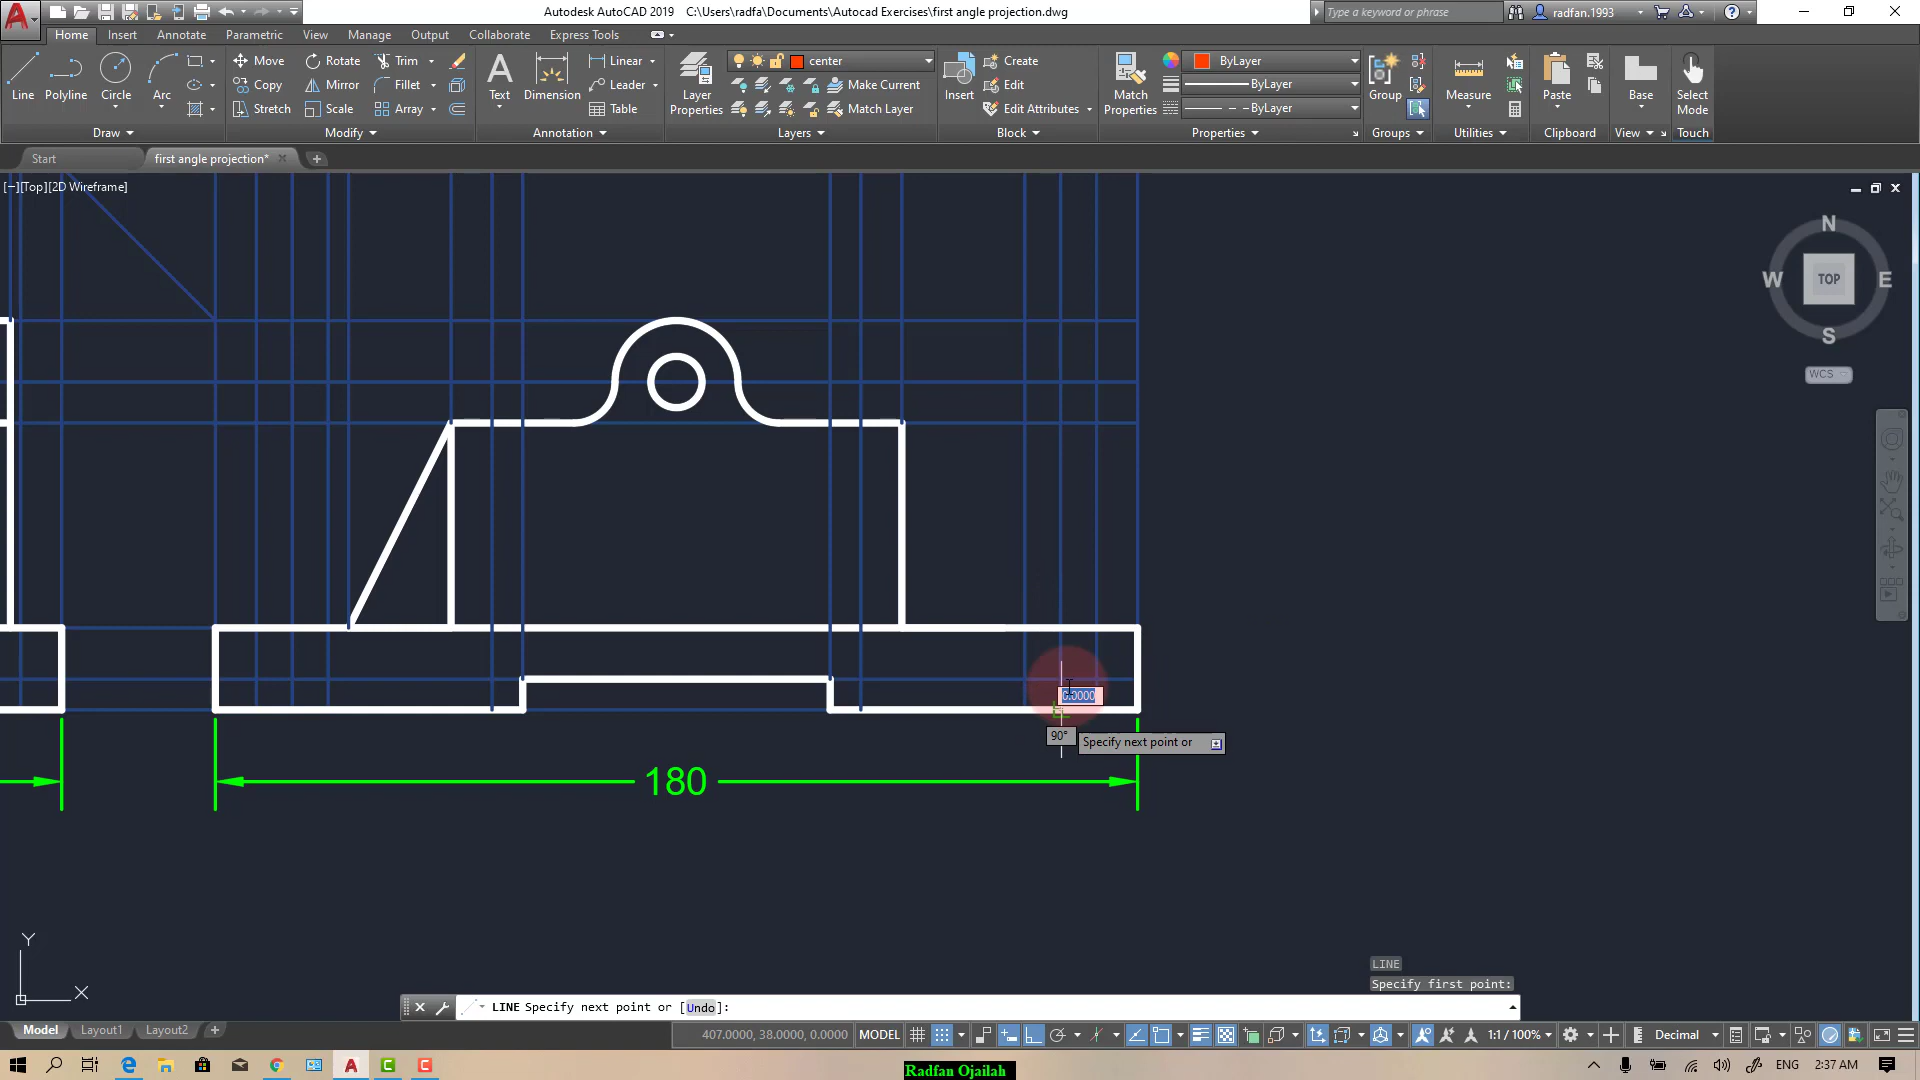 Autodesk AutoCAD 2019 C:\Users\radfa\Documents\Autocad Exercises\first angle projection.dwg
Type a keyword or phrase
radfan.1993
Home Insert Annotate Parametric View Manage Output Collaborate Express Tools
Line Polyline Circle Arc
Move Rotate Trim
Copy Mirror Fillet
Stretch Scale Array
Text Dimension
Linear
Leader
Table
Layer Properties
center
Make Current
Match Layer
Insert
Create
Edit
Edit Attributes
Match Properties
ByLayer
ByLayer
ByLayer
Group
Measure
Paste
Base
Select Mode
Draw Modify Annotation Layers Block Properties Groups Utilities Clipboard View Touch
Start first angle projection*
[−][Top][2D Wireframe]
N
W TOP E
S
WCS
0.0000
90°
Specify next point or
180
Y
X
LINE
Specify first point:
LINE Specify next point or [Undo]:
Model Layout1 Layout2
407.0000, 38.0000, 0.0000 MODEL
1:1 / 100%
Decimal
Radfan Ojailah
ENG
2:37 AM